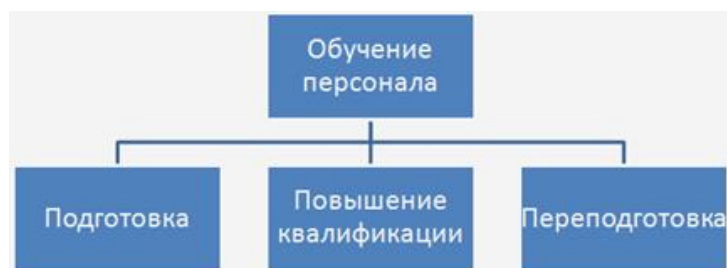 Обучение
персонала
Подготовка
Повышение
квалификации
Переподготовка